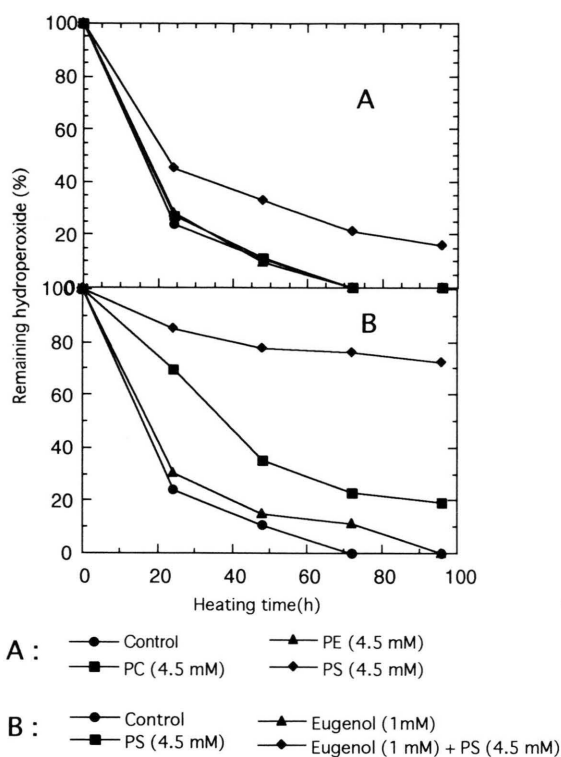 100
80
A
60
40
20
0
Remaining hydroperoxide (%)
100
B
80
60
40
20
0
0 20 40 60 80 100
Heating time(h)
A : Control PE (4.5 mM)
PC (4.5 mM) PS (4.5 mM)
B : Control Eugenol (1mM)
PS (4.5 mM) Eugenol (1 mM) + PS (4.5 mM)